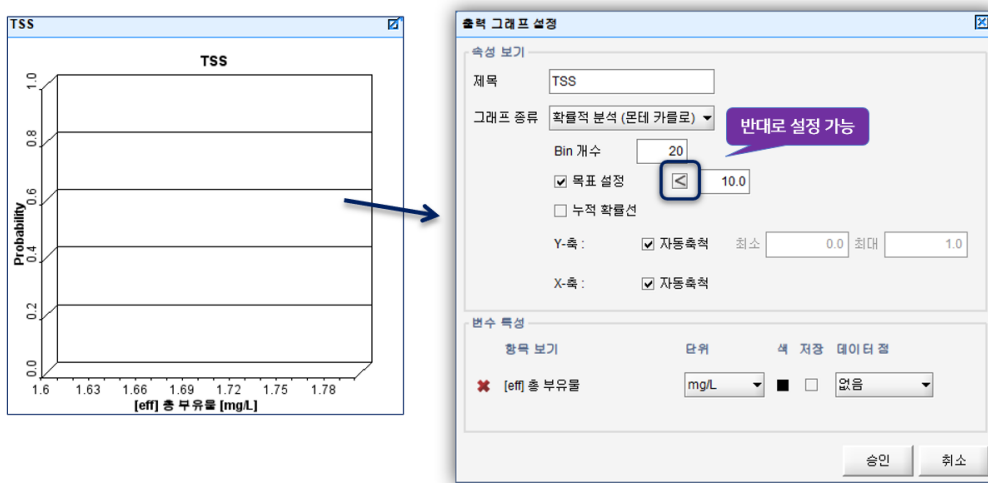 TSS
TSS
1.0
0.8
0.6
0.4
0.2
0.0
Probability
1.6 1.63 1.66 1.69 1.72 1.75 1.78
[eff] 총 부유물 [mg/L]
출력 그래프 설정
속성 보기
제목 TSS
그래프 종류 확률적 분석 (몬테 카를로)
반대로 설정 가능
Bin 개수 20
목표 설정 < 10.0
누적 확률선
Y-축 : 자동축척 최소 0.0 최대 1.0
X-축 : 자동축척
변수 특성
항목 보기 단위 색 저장 데이터 점
[eff] 총 부유물 mg/L 없음
승인 취소